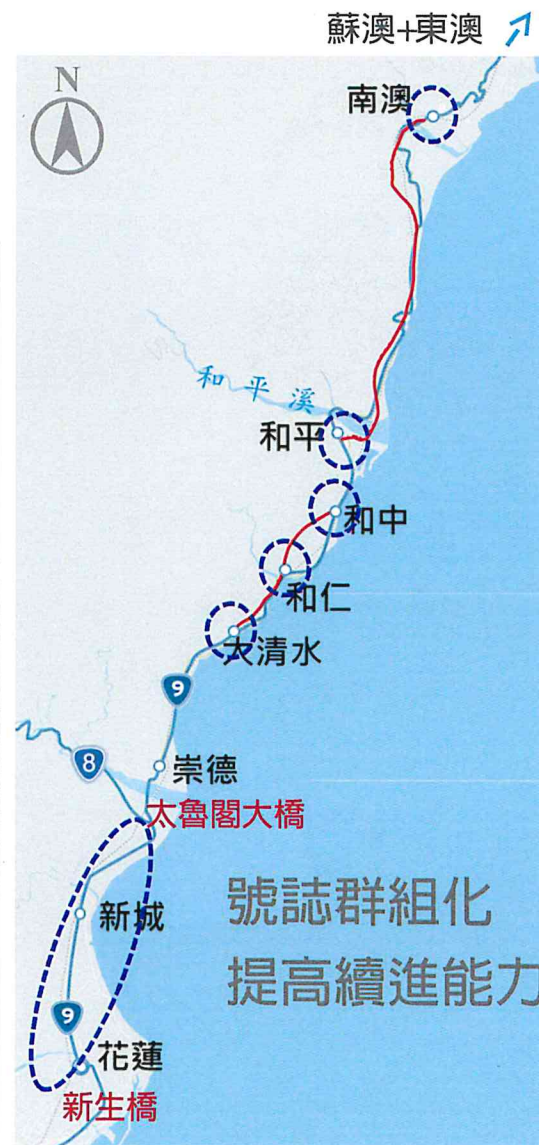 蘇澳+東澳
N
南澳
和平溪
和平
和中
和仁
大清水
9
8
崇德
太魯閣大橋
號誌群組化
新城
提高續進能力
9
花蓮
新生橋